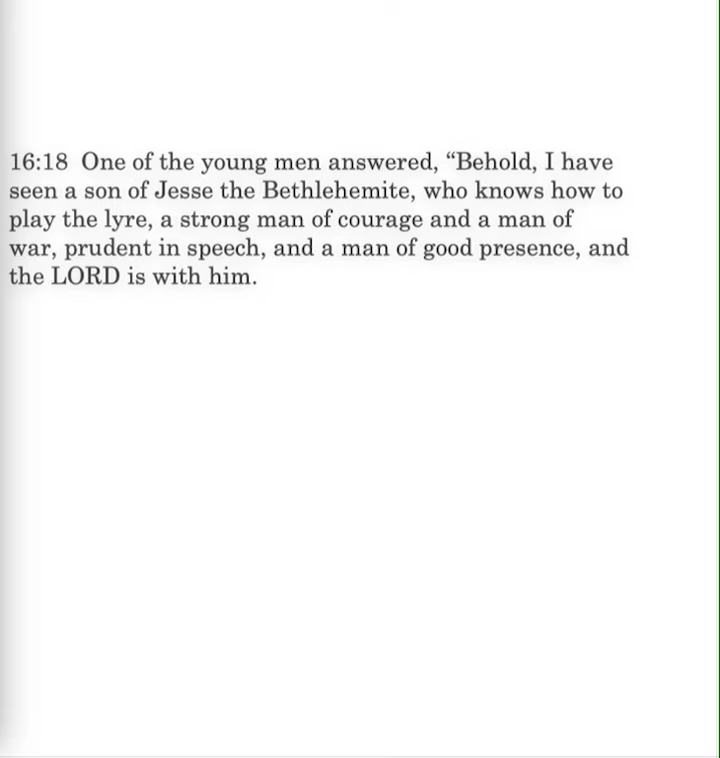 16:18 One of the young men answered, “Behold, I have
seen a son of Jesse the Bethlehemite, who knows how to
play the lyre, a strong man of courage and a man of
war, prudent in speech, and a man of good presence, and
the LORD is with him.